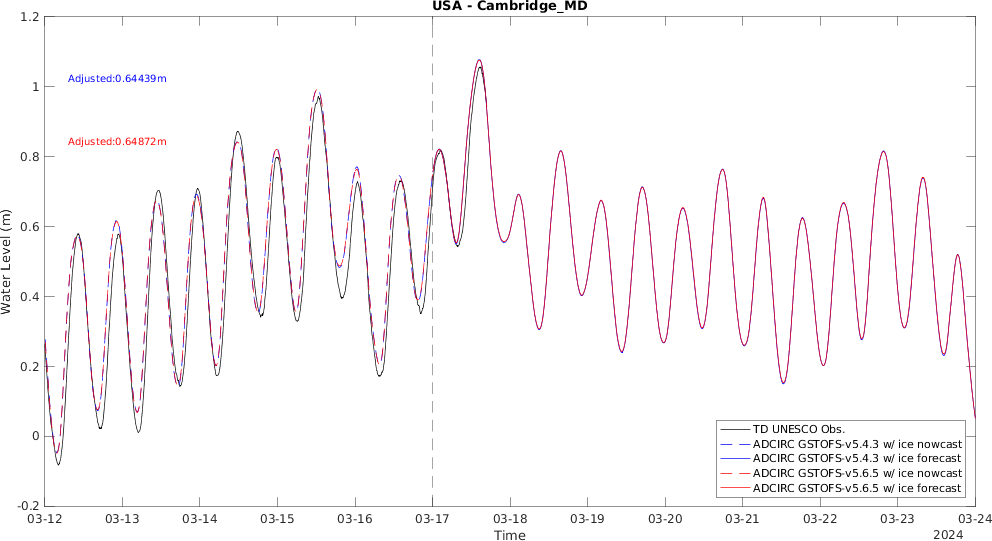 USA - Cambridge_MD
1.2
1
0.8
0.6
0.4
0.2
0
-0.2
Water Level (m)
Adjusted:0.64439m
Adjusted:0.64872m
TD UNESCO Obs.
ADCIRC GSTOFS-v5.4.3 w/ ice nowcast
ADCIRC GSTOFS-v5.4.3 w/ ice forecast
ADCIRC GSTOFS-v5.6.5 w/ ice nowcast
ADCIRC GSTOFS-v5.6.5 w/ ice forecast
03-12 03-13 03-14 03-15 03-16 03-17 03-18 03-19 03-20 03-21 03-22 03-23 03-24
Time
2024